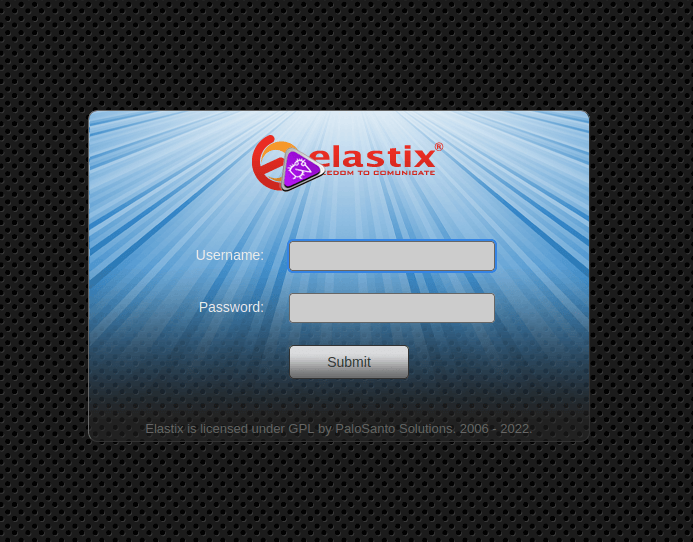 elastix®
EDOM TO COMUNICATE
Username:
Password:
Submit
Elastix is licensed under GPL by PaloSanto Solutions. 2006 - 2022.